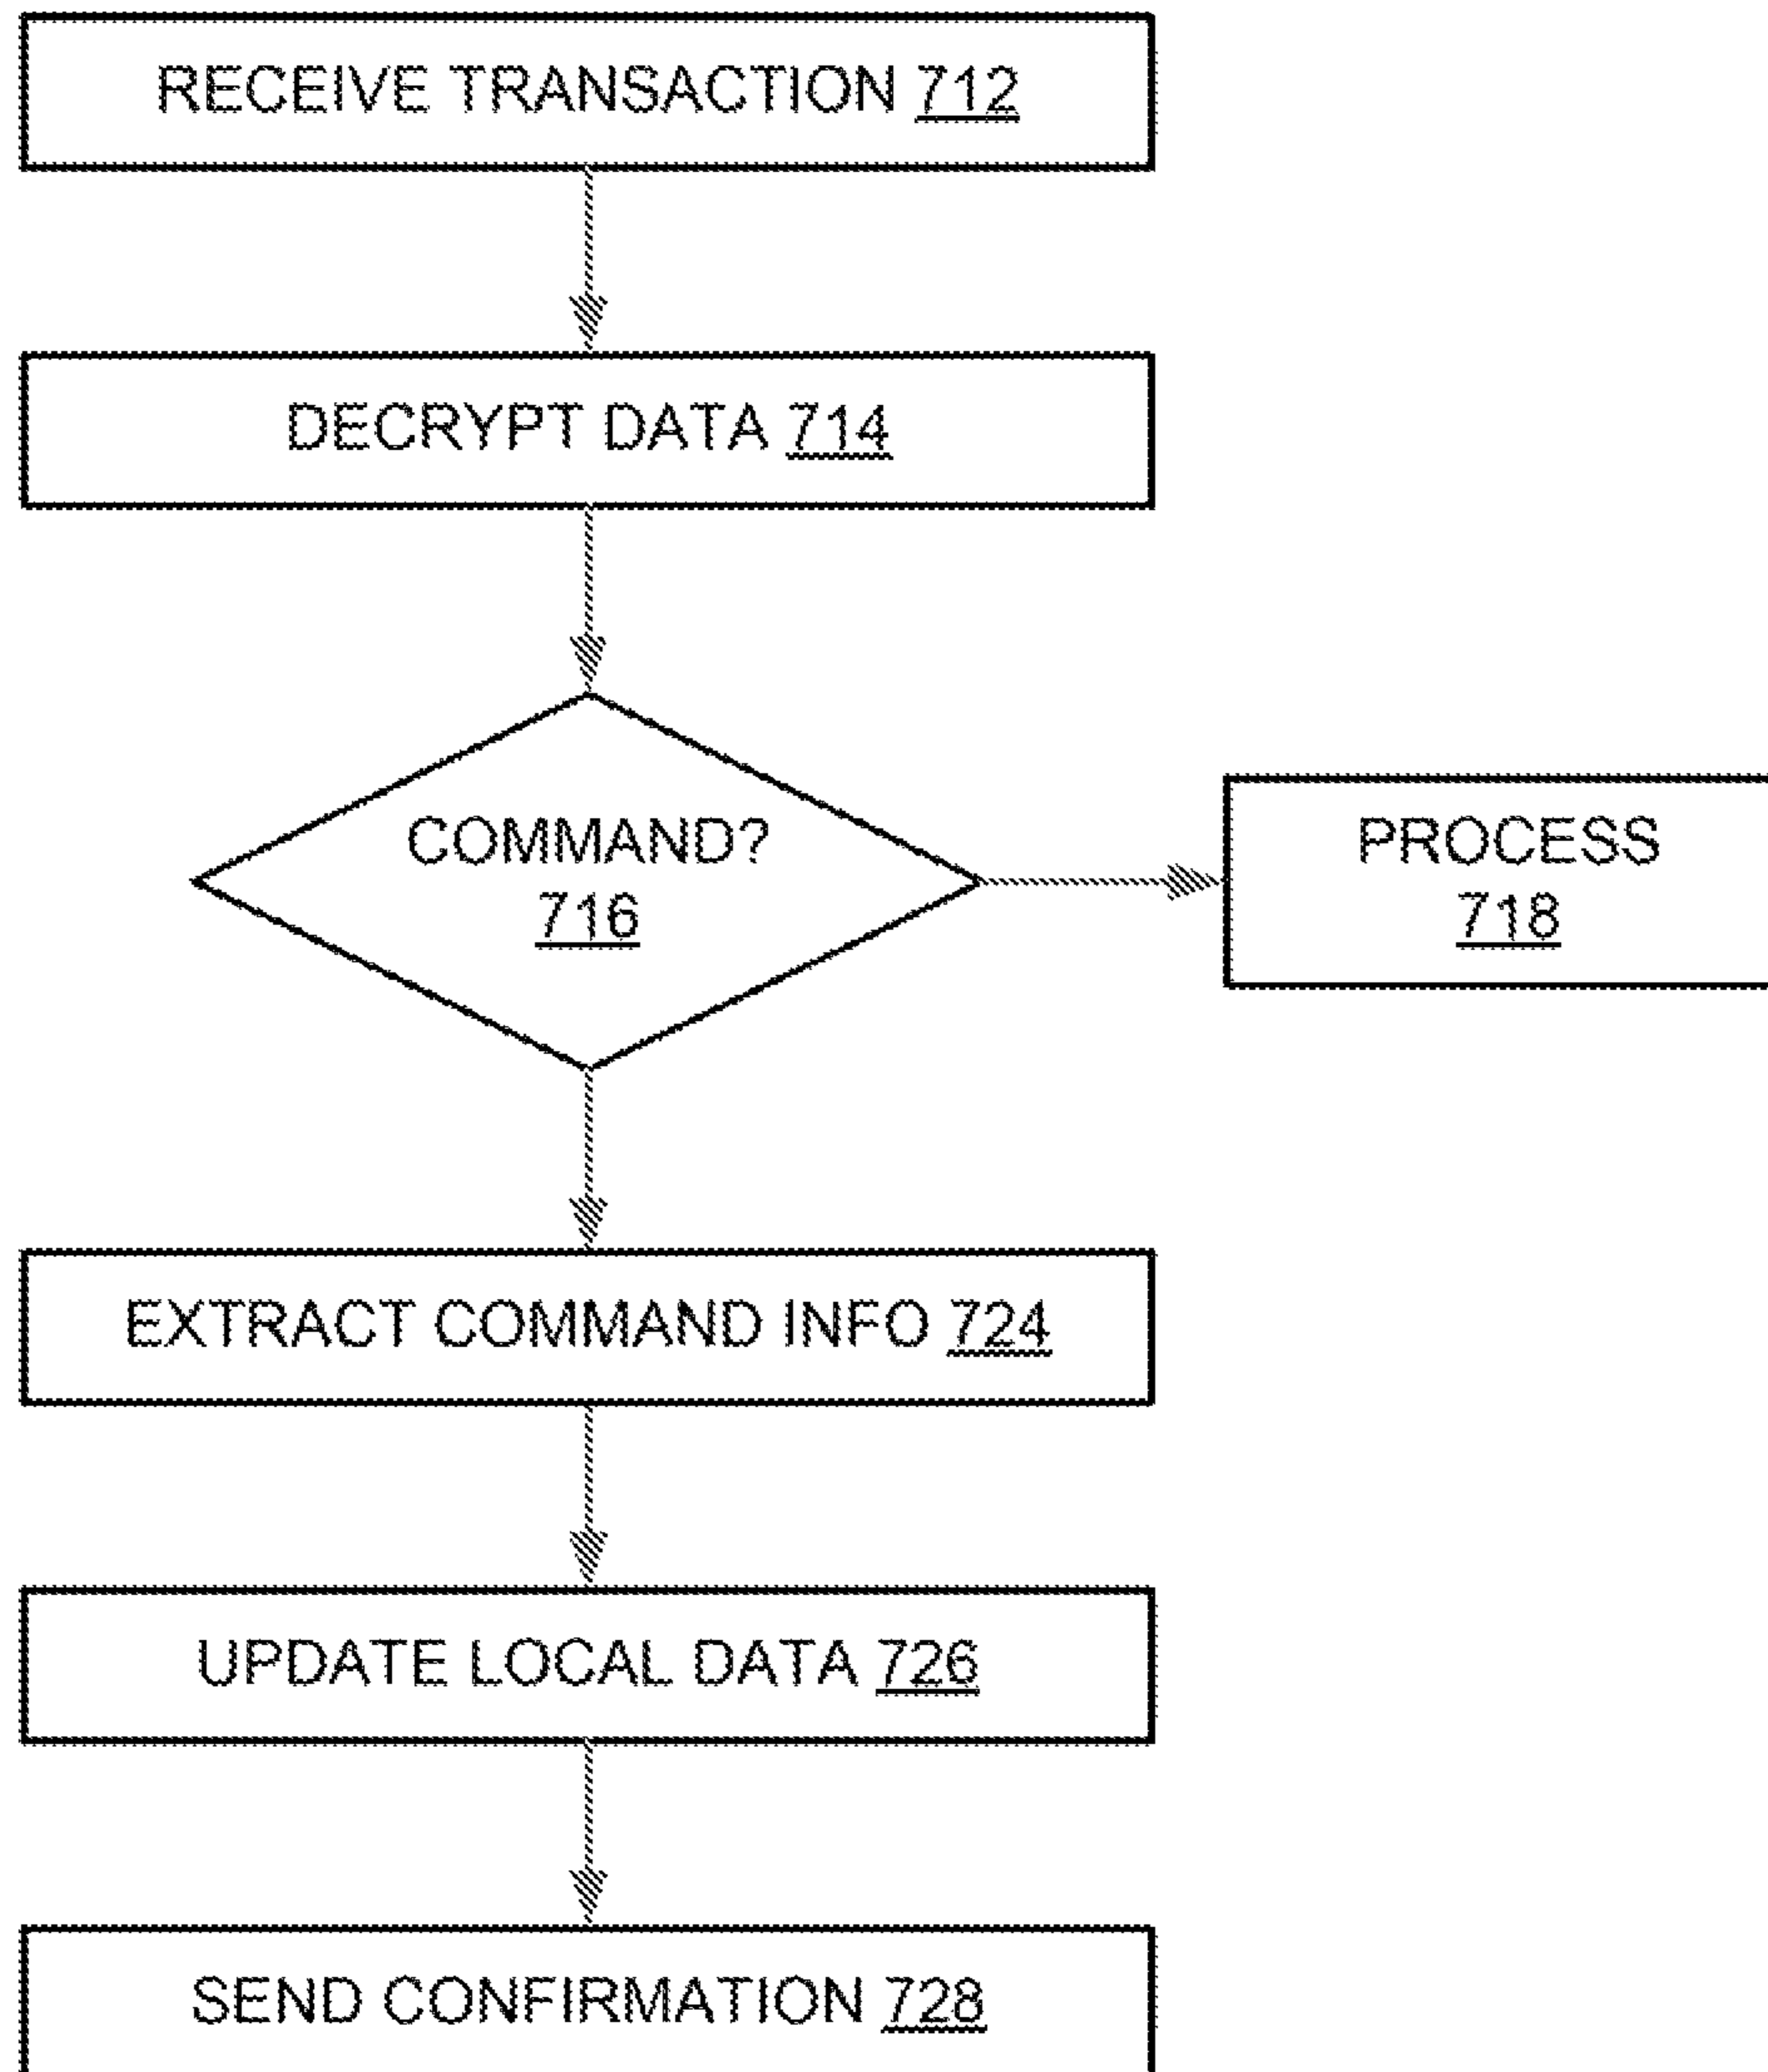 RECEIVE TRANSACTION 712
DECRYPT DATA 714
COMMAND?
716
PROCESS
718
EXTRACT COMMAND INFO 724
UPDATE LOCAL DATA 726
SEND CONFIRMATION 728